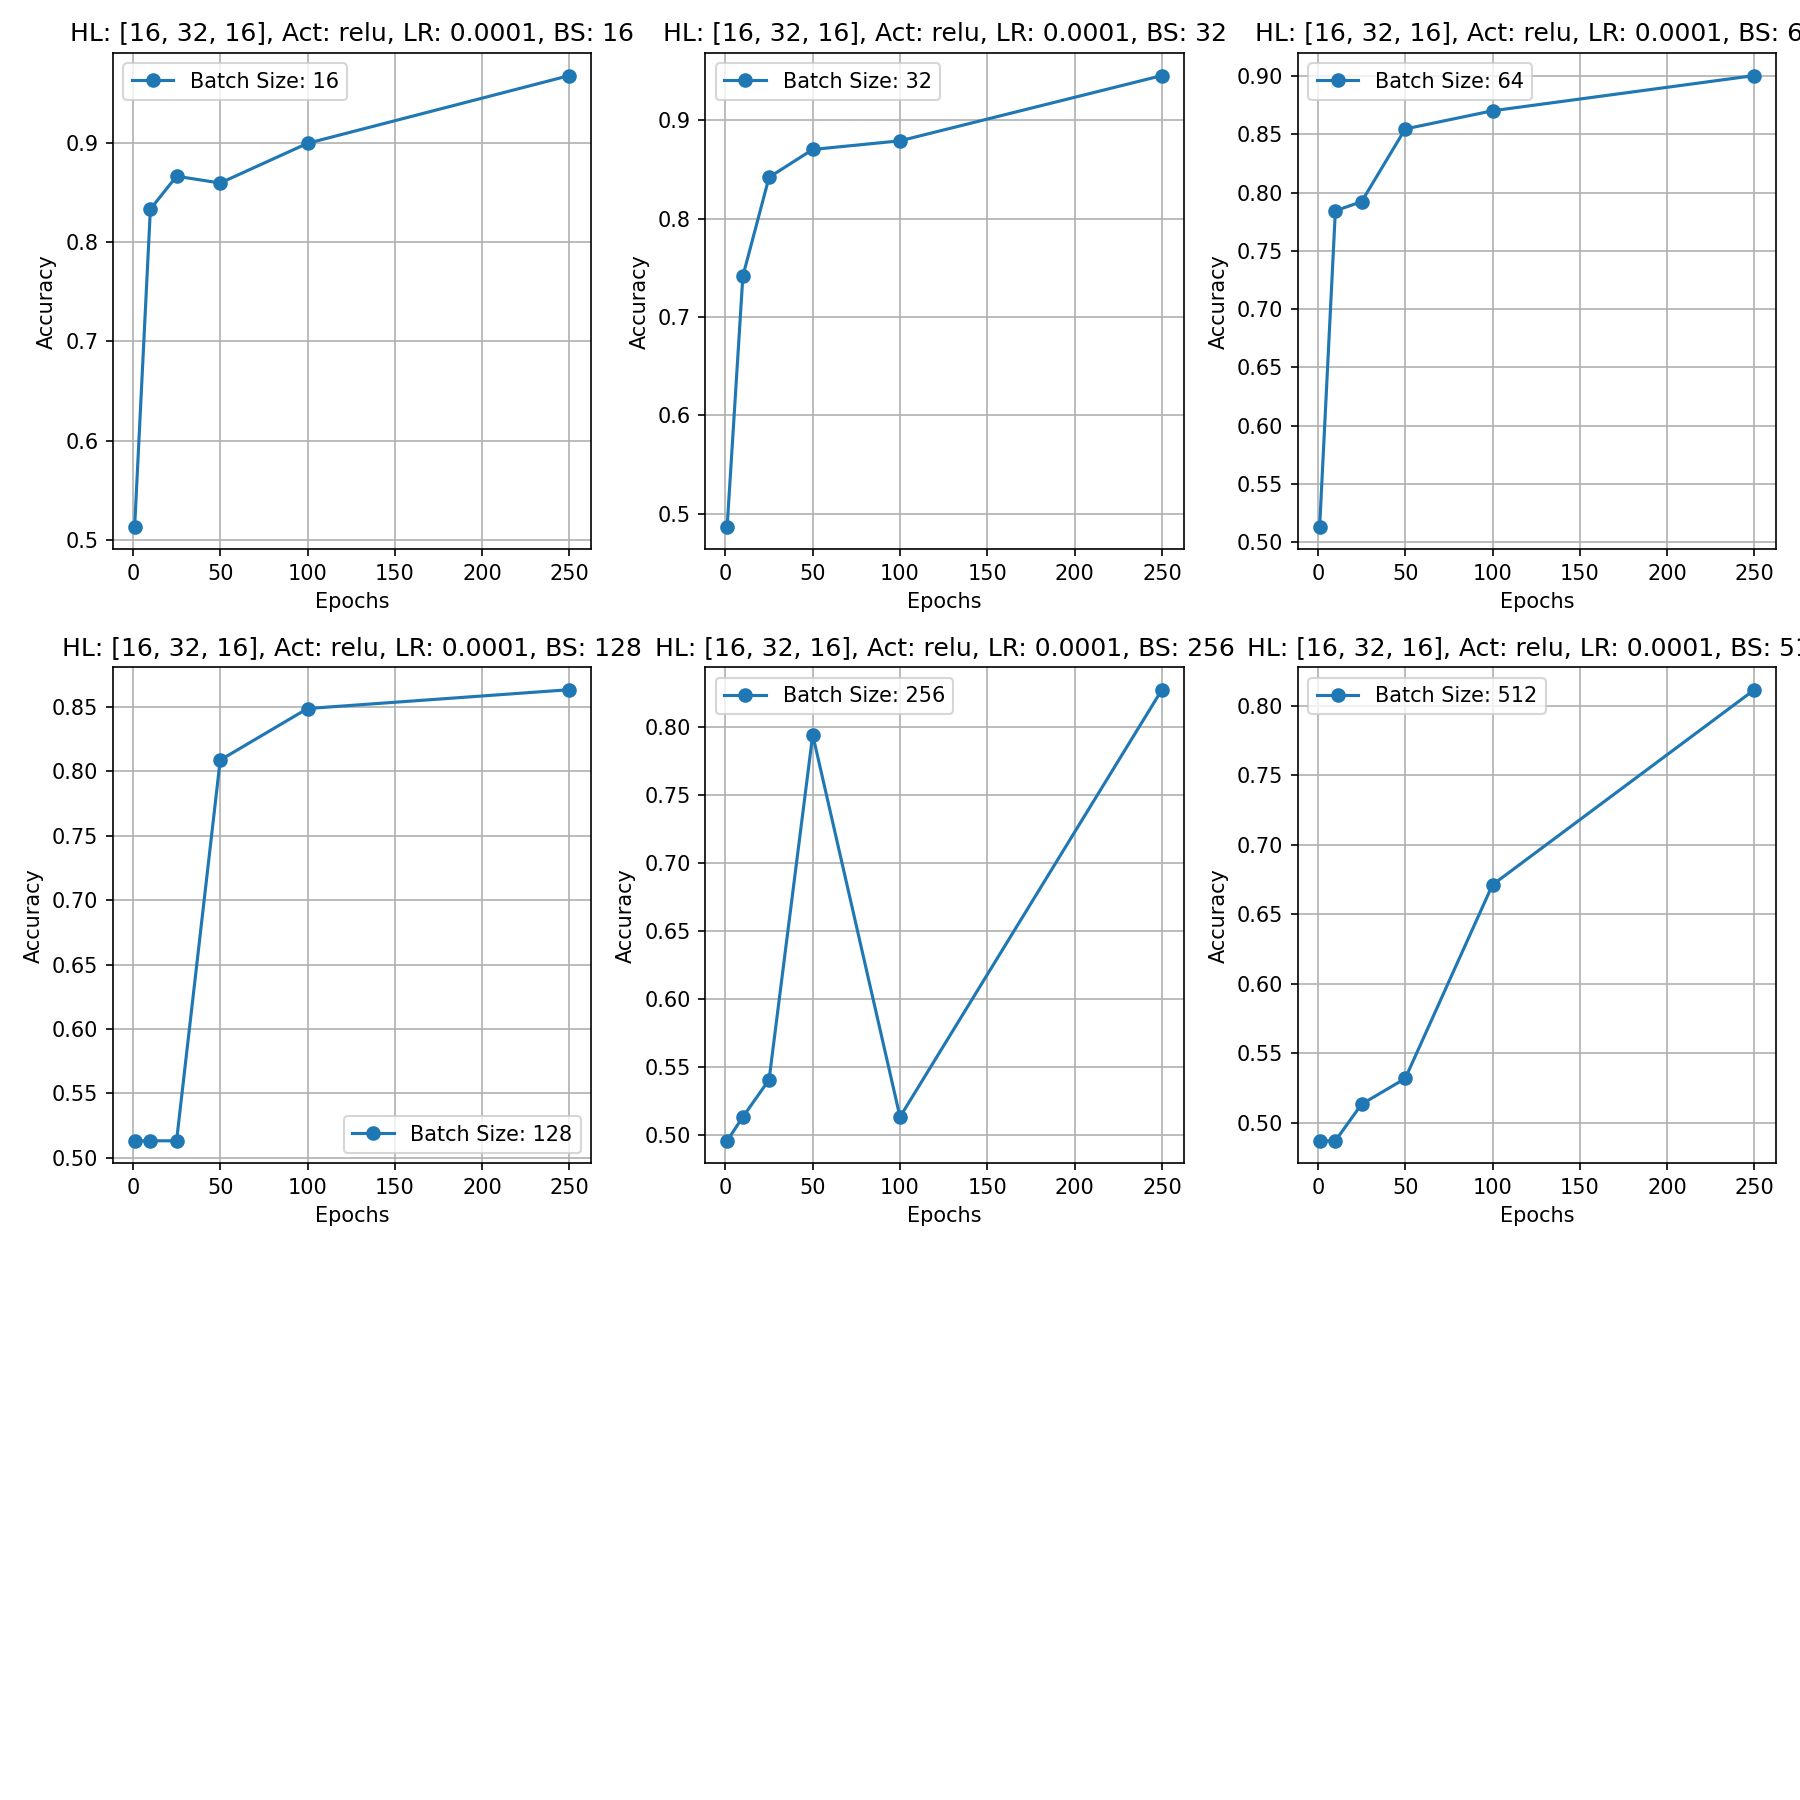 HL: [16, 32, 16], Act: relu, LR: 0.0001, BS: 16
Batch Size: 16
Accuracy
0.9
0.8
0.7
0.6
0.5
0 50 100 150 200 250
Epochs
HL: [16, 32, 16], Act: relu, LR: 0.0001, BS: 32
Batch Size: 32
Accuracy
0.9
0.8
0.7
0.6
0.5
0 50 100 150 200 250
Epochs
HL: [16, 32, 16], Act: relu, LR: 0.0001, BS: 6
Batch Size: 64
Accuracy
0.90
0.85
0.80
0.75
0.70
0.65
0.60
0.55
0.50
0 50 100 150 200 250
Epochs
HL: [16, 32, 16], Act: relu, LR: 0.0001, BS: 128
Batch Size: 128
Accuracy
0.85
0.80
0.75
0.70
0.65
0.60
0.55
0.50
0 50 100 150 200 250
Epochs
HL: [16, 32, 16], Act: relu, LR: 0.0001, BS: 256
Batch Size: 256
Accuracy
0.80
0.75
0.70
0.65
0.60
0.55
0.50
0 50 100 150 200 250
Epochs
HL: [16, 32, 16], Act: relu, LR: 0.0001, BS: 51
Batch Size: 512
Accuracy
0.80
0.75
0.70
0.65
0.60
0.55
0.50
0 50 100 150 200 250
Epochs